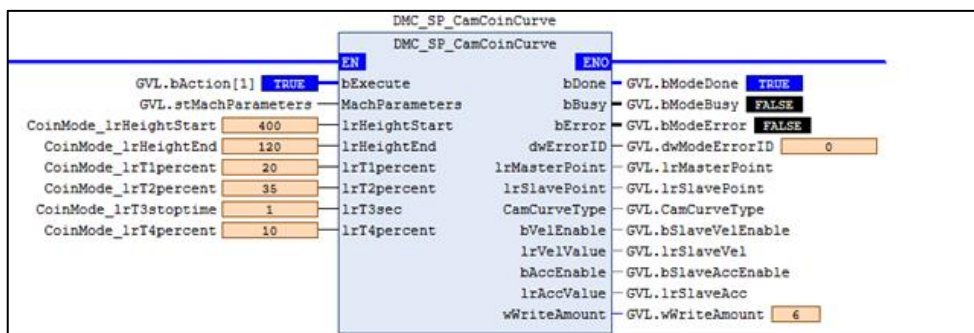 DMC_SP_CamCoinCurve
DMC_SP_CamCoinCurve
EN ENO
GVL.bAction[1] TRUE bExecute bDone GVL.bModeDone TRUE
GVL.stMachParameters MachParameters bBusy GVL.bModeBusy FALSE
CoinMode_lrHeightStart 400 lrHeightStart bError GVL.bModeError FALSE
CoinMode_lrHeightEnd 120 lrHeightEnd dwErrorID GVL.dwModeErrorID 0
CoinMode_lrT1percent 20 lrT1percent lrMasterPoint GVL.lrMasterPoint
CoinMode_lrT2percent 35 lrT2percent lrSlavePoint GVL.lrSlavePoint
CoinMode_lrT3stoptime 1 lrT3sec CamCurveType GVL.CamCurveType
CoinMode_lrT4percent 10 lrT4percent bVelEnable GVL.bSlaveVelEnable
lrVelValue GVL.lrSlaveVel
bAccEnable GVL.bSlaveAccEnable
lrAccValue GVL.lrSlaveAcc
wWriteAmount GVL.wWriteAmount 6